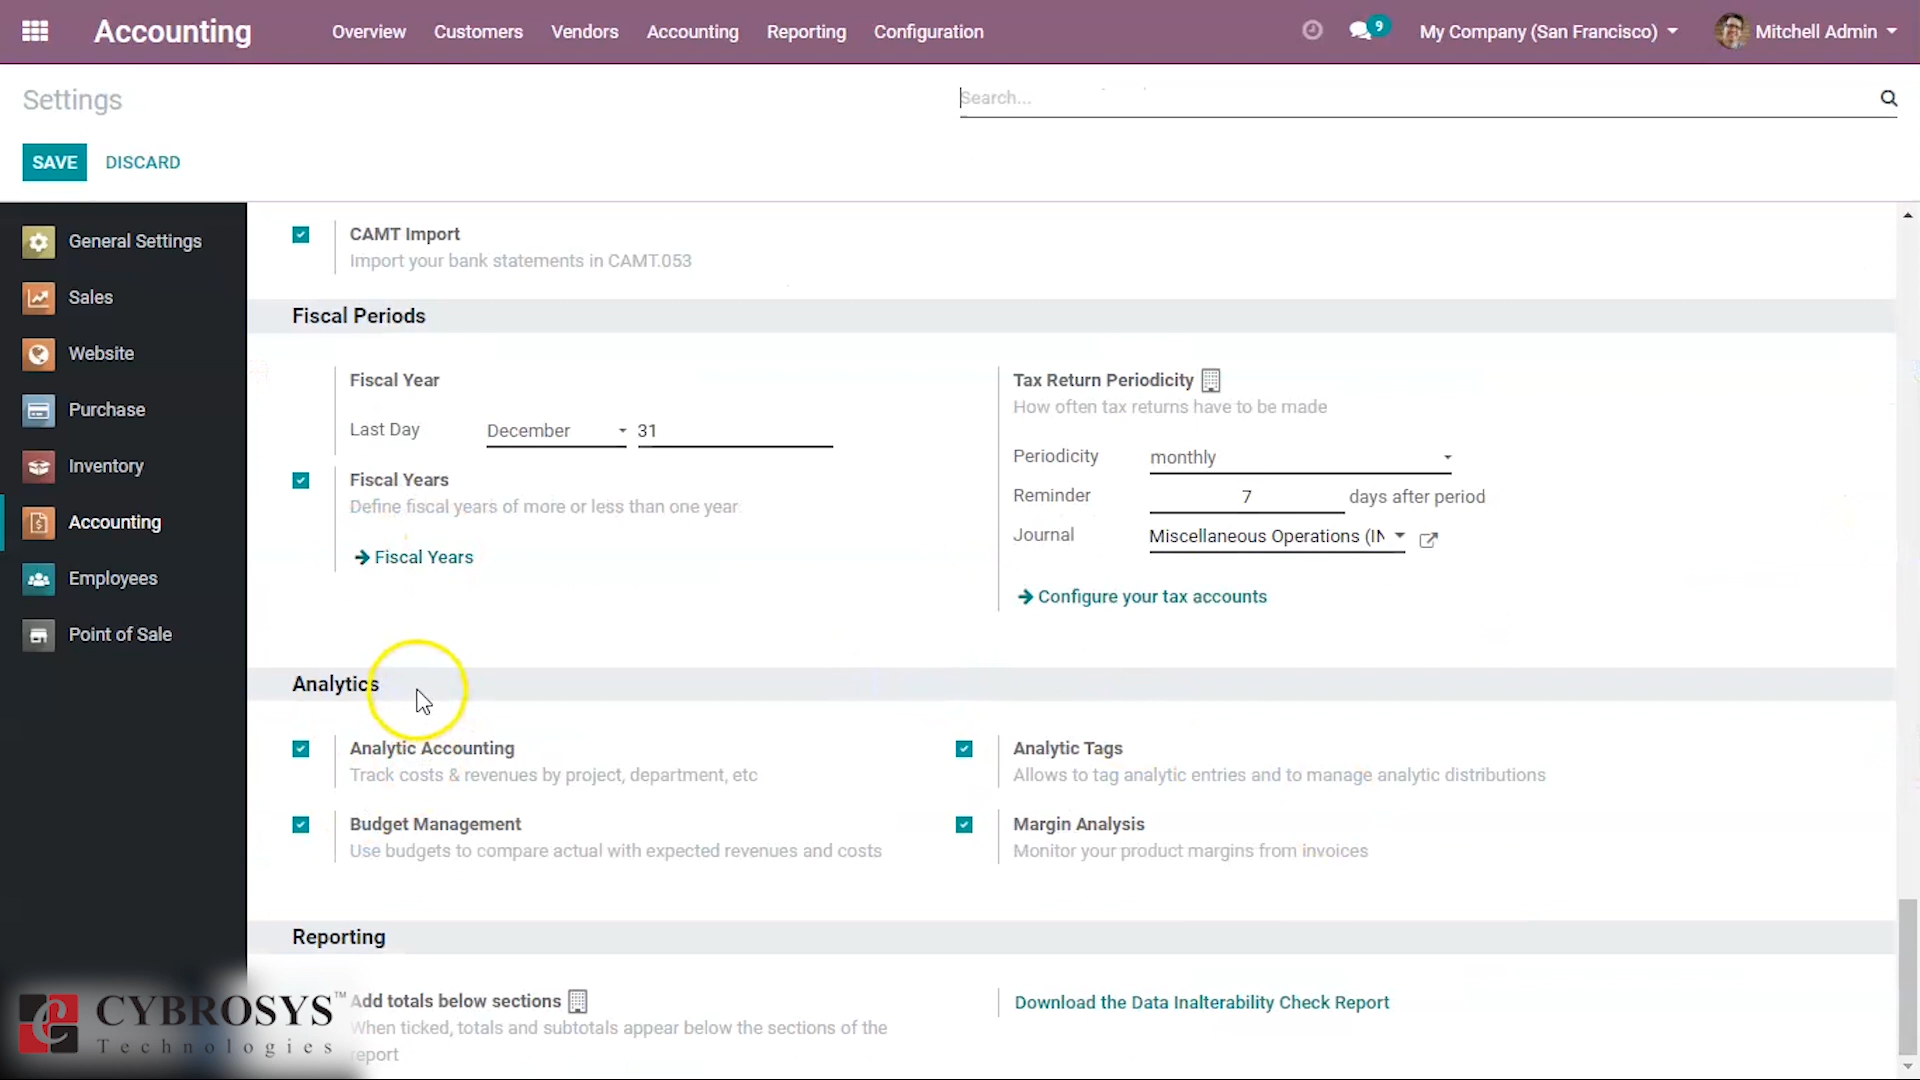 Accounting Overview Customers Vendors Accounting Reporting Configuration 9 My Company (San Francisco) Mitchell Admin
Settings
Search...
SAVE DISCARD
General Settings
Sales
Website
Purchase
Inventory
Accounting
Employees
Point of Sale
CAMT Import
Import your bank statements in CAMT.053
Fiscal Periods
Fiscal Year
Last Day December 31
Fiscal Years
Define fiscal years of more or less than one year
Fiscal Years
Tax Return Periodicity
How often tax returns have to be made
Periodicity monthly
Reminder 7 days after period
Journal Miscellaneous Operations (IN
Configure your tax accounts
Analytics
Analytic Accounting
Track costs & revenues by project, department, etc
Analytic Tags
Allows to tag analytic entries and to manage analytic distributions
Budget Management
Use budgets to compare actual with expected revenues and costs
Margin Analysis
Monitor your product margins from invoices
Reporting
Add totals below sections
When ticked, totals and subtotals appear below the sections of the
report
Download the Data Inalterability Check Report
CYBROSYS™
Technologies